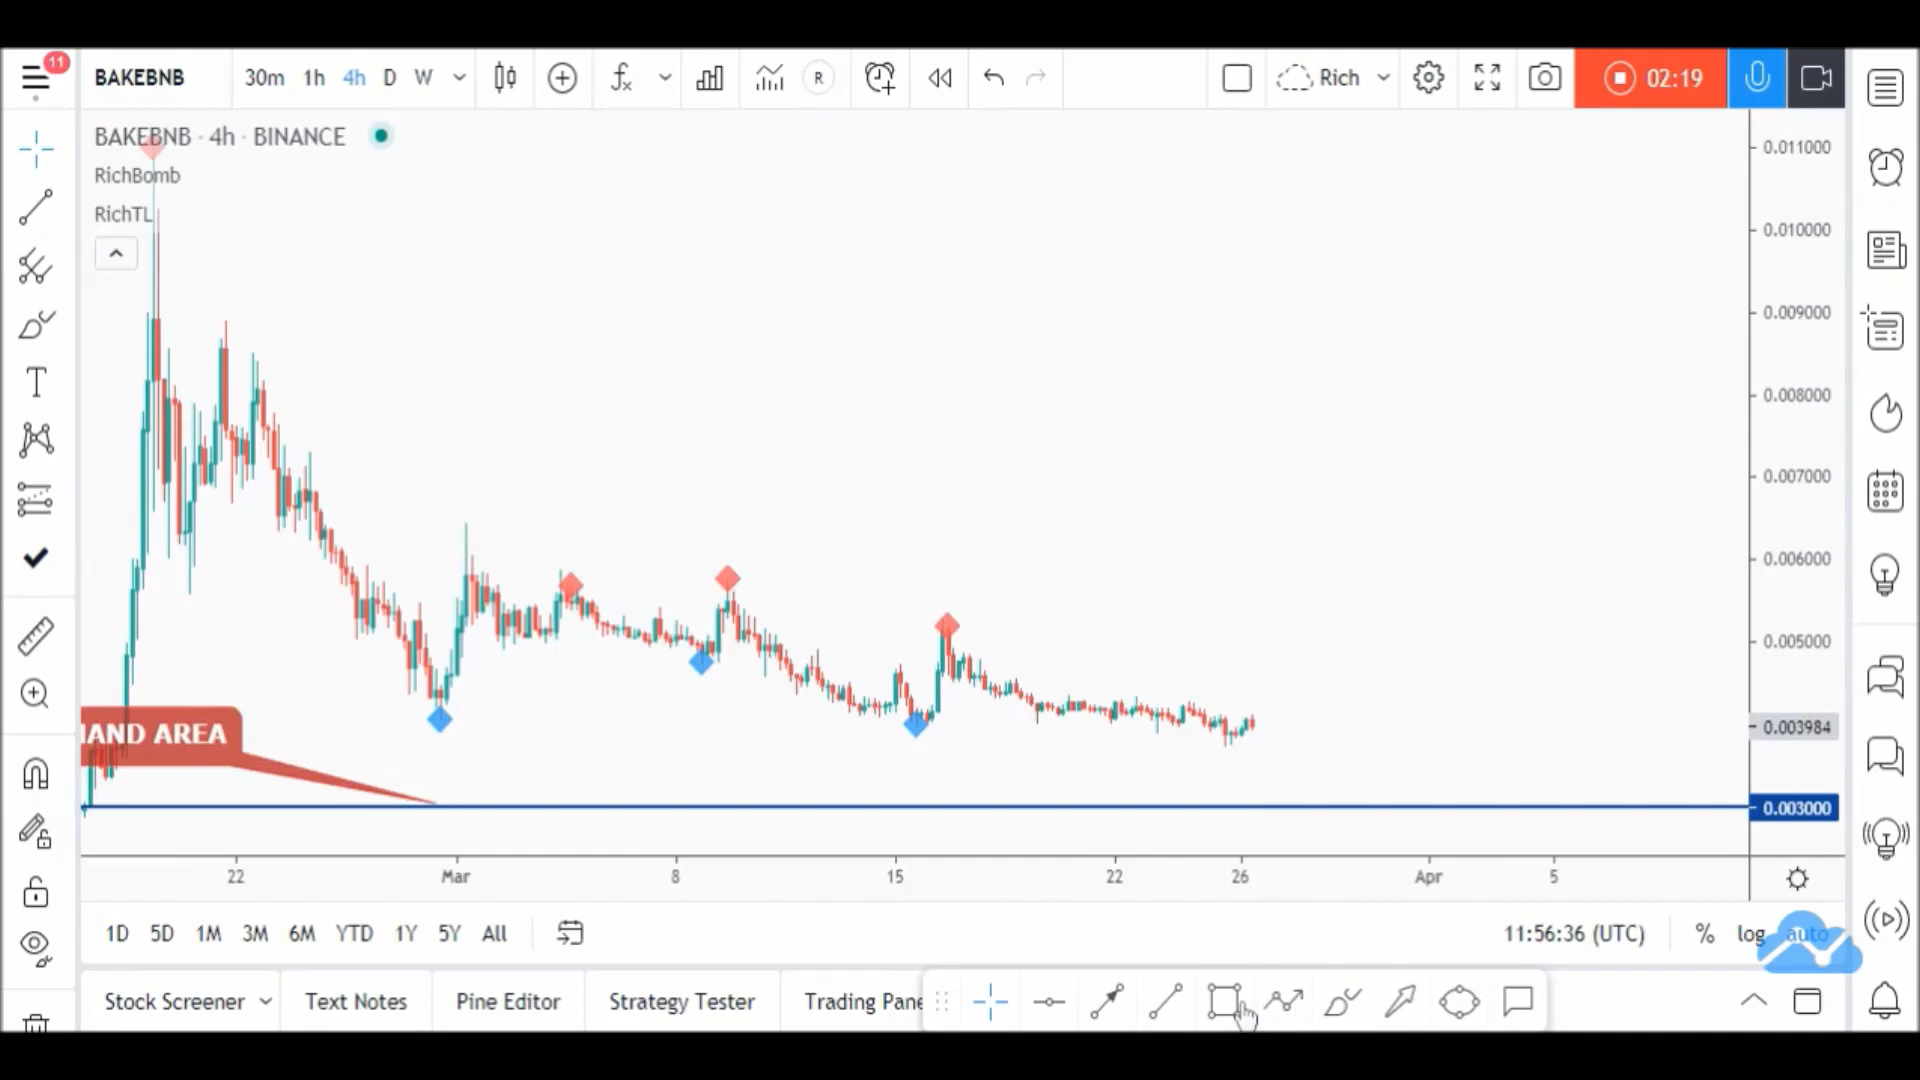 11
BAKEBNB 30m 1h 4h D W R Rich 02:19
BAKEBNB · 4h · BINANCE
RichBomb
RichTL
0.011000
0.010000
0.009000
0.008000
0.007000
0.006000
0.005000
0.003984
0.003000
AND AREA
22 Mar 8 15 22 26 Apr 5
1D 5D 1M 3M 6M YTD 1Y 5Y All 11:56:36 (UTC) % log auto
Stock Screener Text Notes Pine Editor Strategy Tester Trading Pane